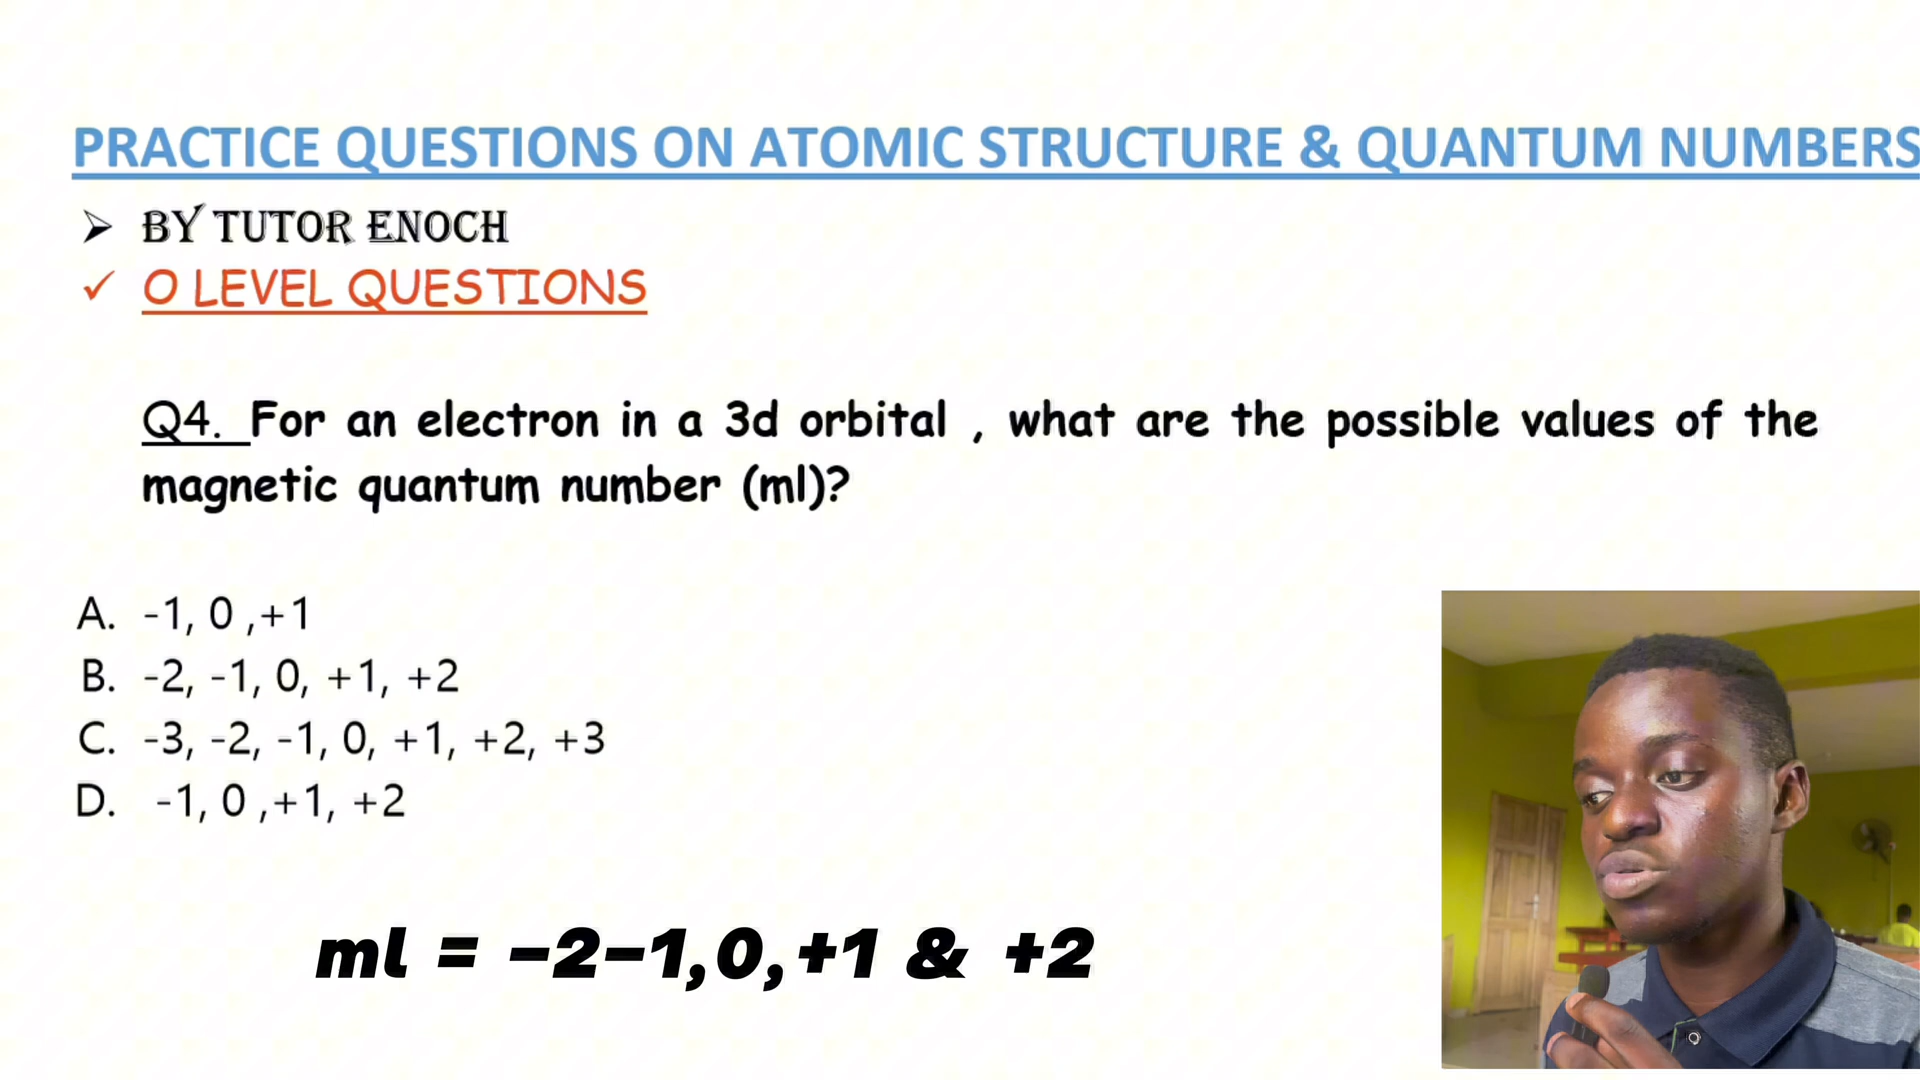 PRACTICE QUESTIONS ON ATOMIC STRUCTURE & QUANTUM NUMBERS
➢ BY TUTOR ENOCH
✓ O LEVEL QUESTIONS
Q4. For an electron in a 3d orbital , what are the possible values of the
magnetic quantum number (ml)?
A. -1, 0 ,+1
B. -2, -1, 0, +1, +2
C. -3, -2, -1, 0, +1, +2, +3
D. -1, 0 ,+1, +2
ml = –2–1,0,+1 & +2